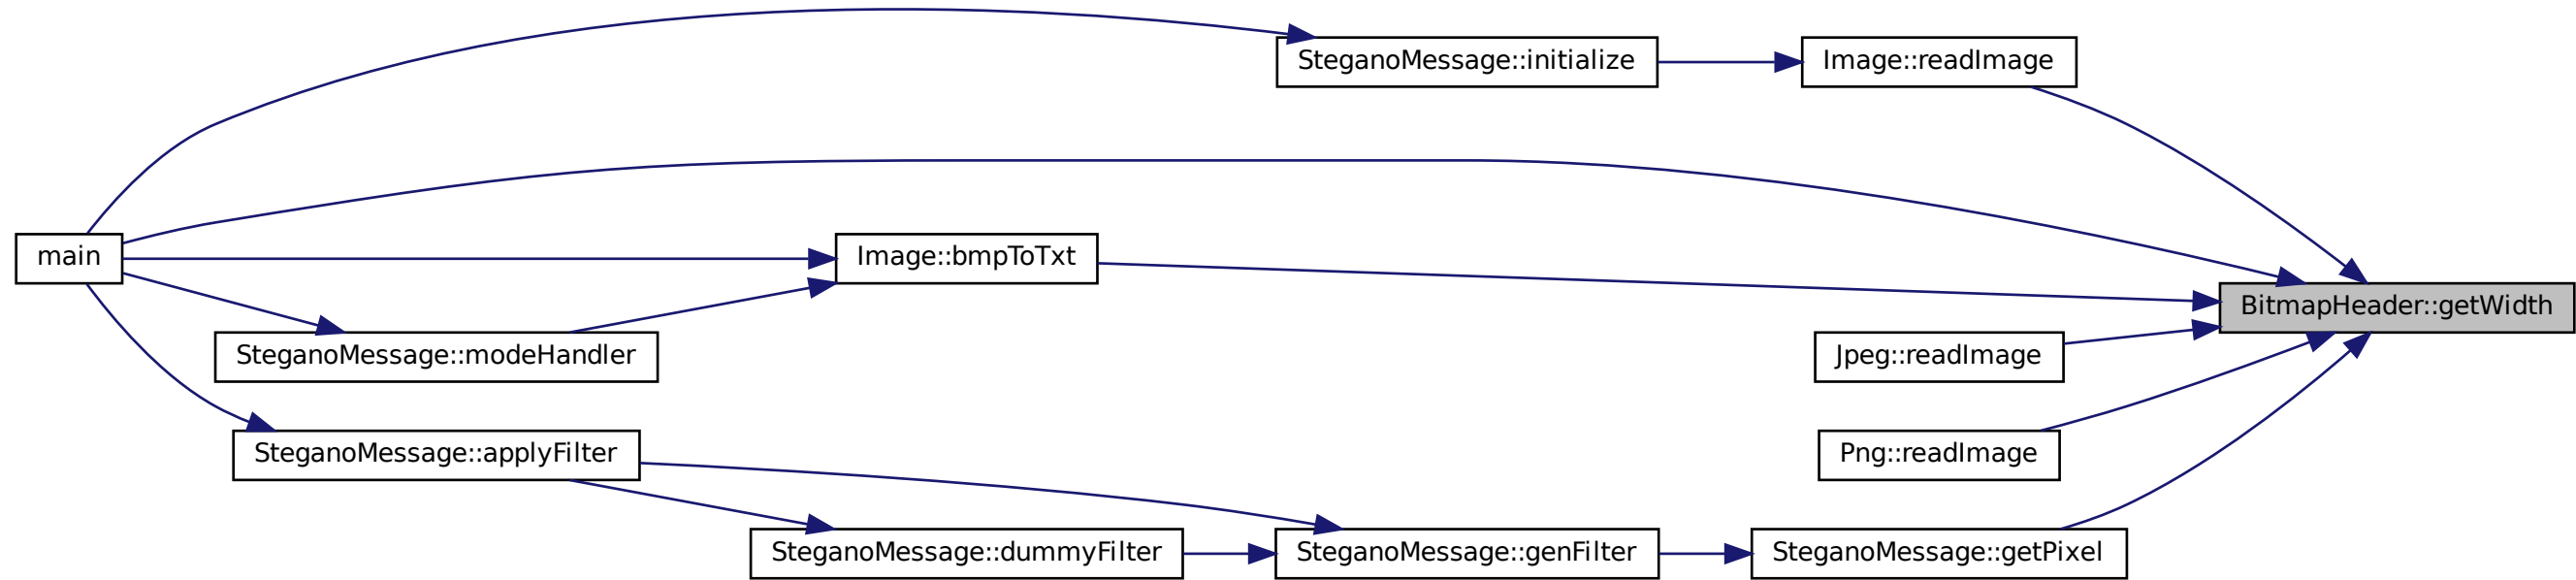 SteganoMessage::initialize
Image::readImage
main
Image::bmpToTxt
BitmapHeader::getWidth
SteganoMessage::modeHandler
Jpeg::readImage
SteganoMessage::applyFilter
Png::readImage
SteganoMessage::dummyFilter
SteganoMessage::genFilter
SteganoMessage::getPixel